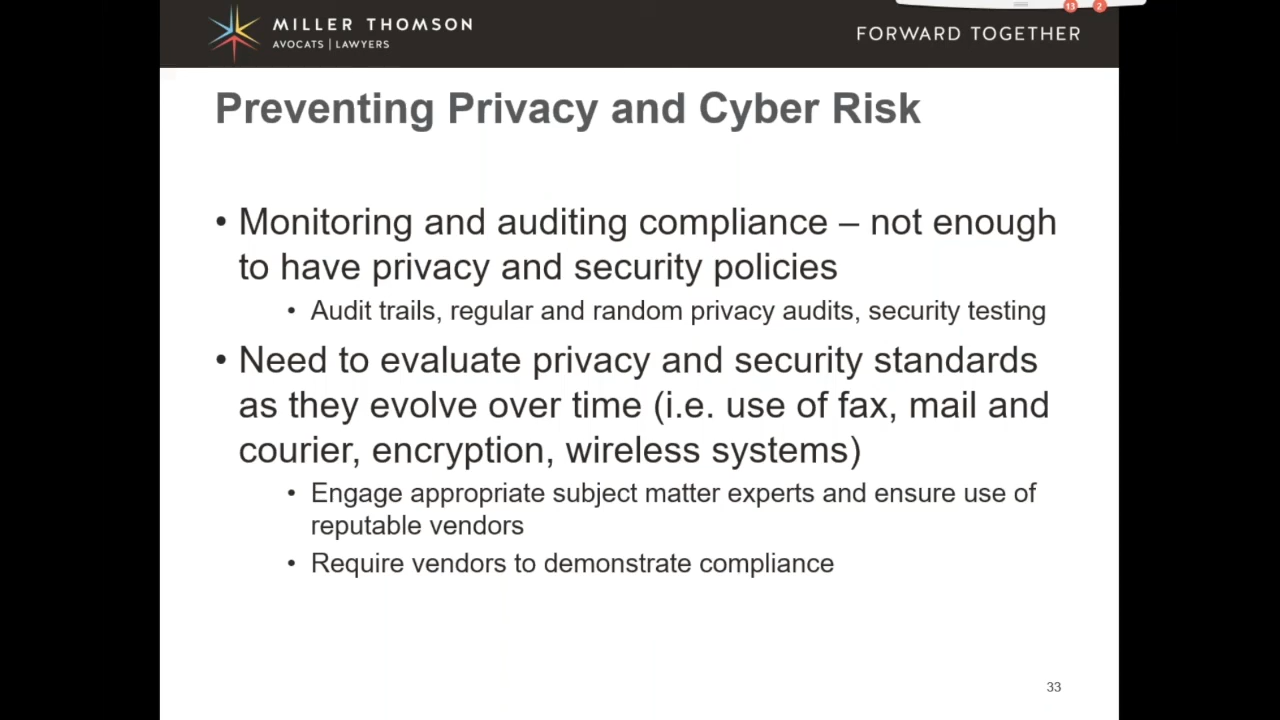 MILLER THOMSON
AVOCATS | LAWYERS
FORWARD TOGETHER
13
2
Preventing Privacy and Cyber Risk
• Monitoring and auditing compliance – not enough
to have privacy and security policies
• Audit trails, regular and random privacy audits, security testing
• Need to evaluate privacy and security standards
as they evolve over time (i.e. use of fax, mail and
courier, encryption, wireless systems)
• Engage appropriate subject matter experts and ensure use of
reputable vendors
• Require vendors to demonstrate compliance
33